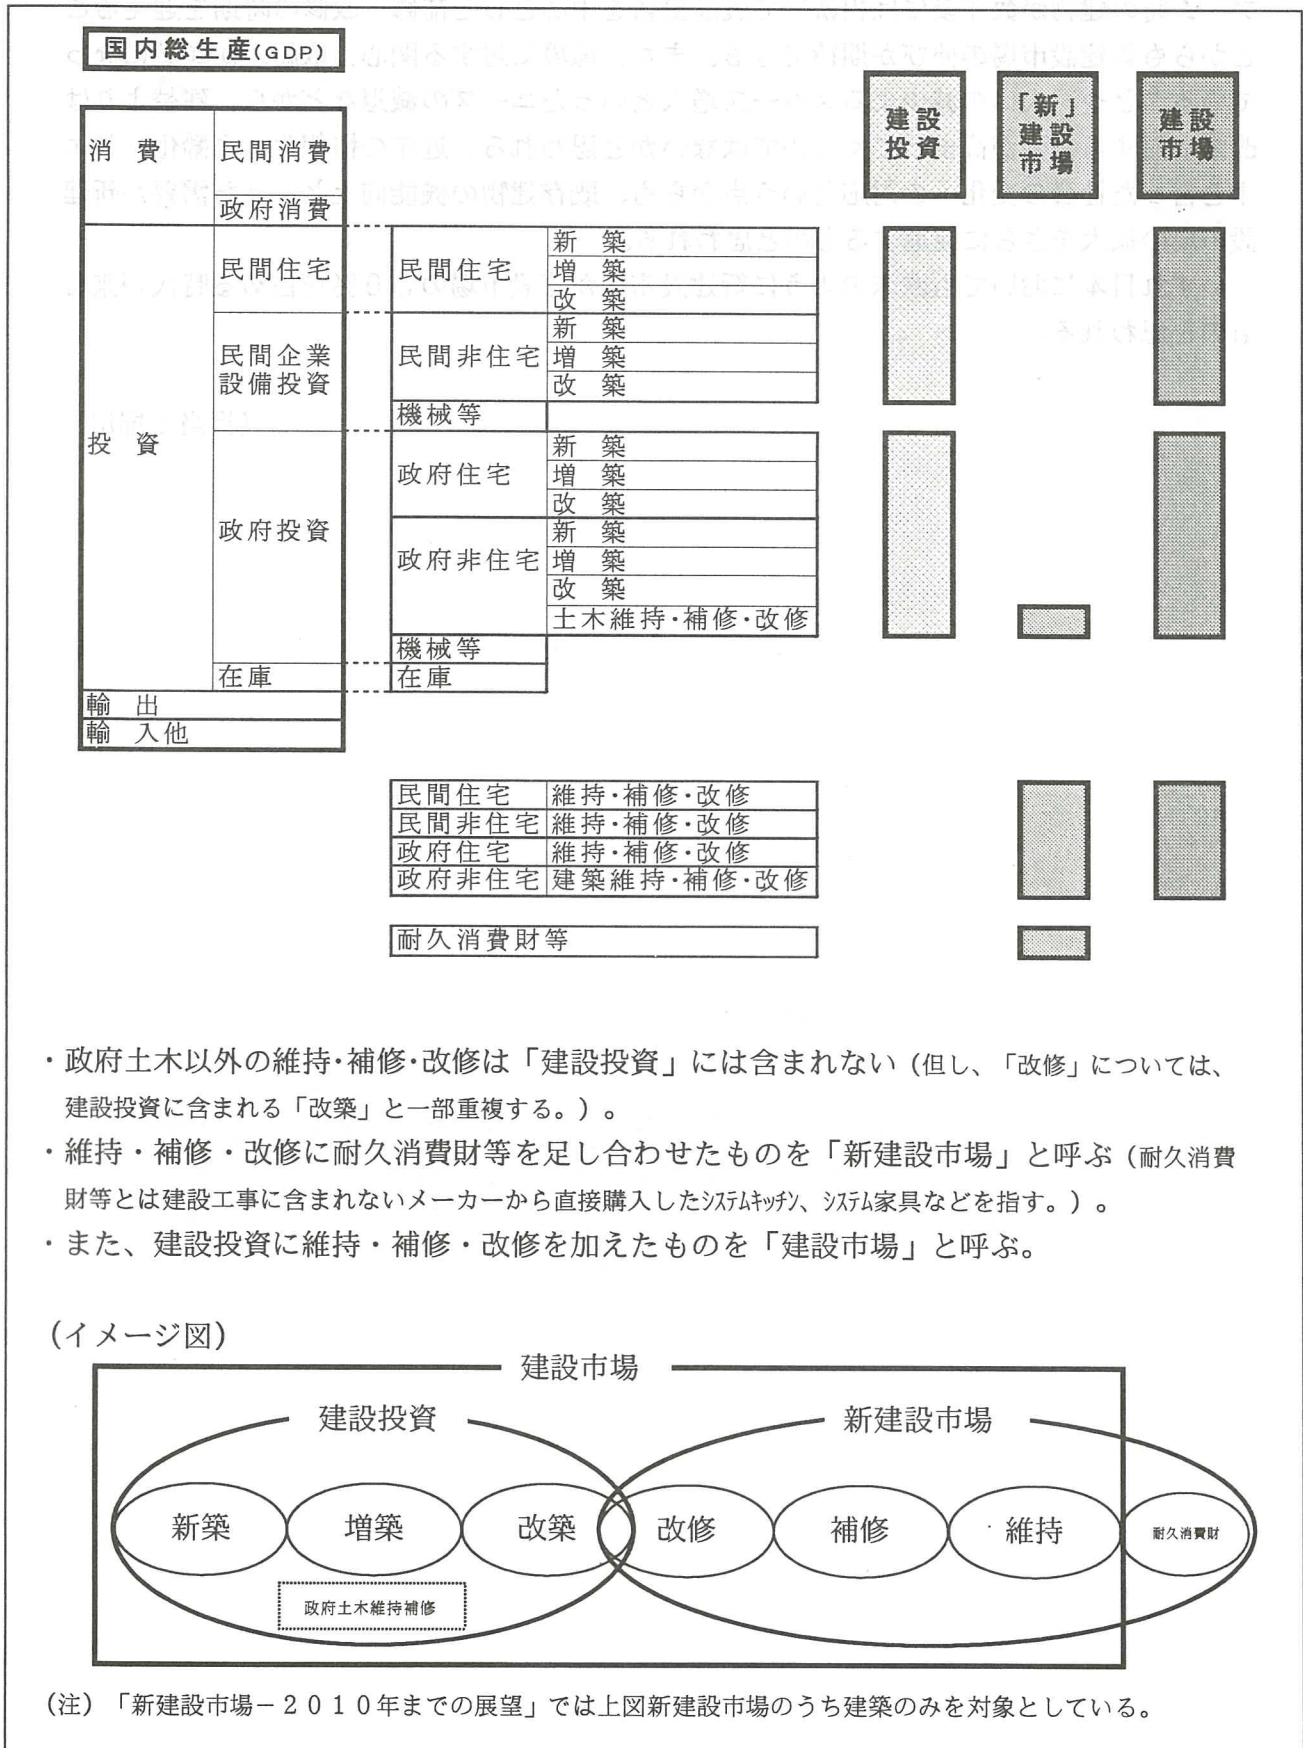 国内総生産(GDP)
建設
投資
「新」
建設
市場
建設
市場
消 費
民間消費
政府消費
投 資
民間住宅
民間企業
設備投資
政府投資
在庫
輸 出
輸 入他
民間住宅
新 築
増 築
改 築
民間非住宅
新 築
増 築
改 築
機械等
政府住宅
新 築
増 築
改 築
政府非住宅
新 築
増 築
改 築
土木維持・補修・改修
機械等
在庫
民間住宅 維持・補修・改修
民間非住宅 維持・補修・改修
政府住宅 維持・補修・改修
政府非住宅 建築維持・補修・改修
耐久消費財等
・政府土木以外の維持・補修・改修は「建設投資」には含まれない（但し、「改修」については、
建設投資に含まれる「改築」と一部重複する。）。
・維持・補修・改修に耐久消費財等を足し合わせたものを「新建設市場」と呼ぶ（耐久消費
財等とは建設工事に含まれないメーカーから直接購入したシステムキッチン、システム家具などを指す。）。
・また、建設投資に維持・補修・改修を加えたものを「建設市場」と呼ぶ。
(イメージ図)
建設市場
建設投資
新建設市場
新築
増築
改築
改修
補修
維持
耐久消費財
政府土木維持補修
(注) 「新建設市場－２０１０年までの展望」では上図新建設市場のうち建築のみを対象としている。